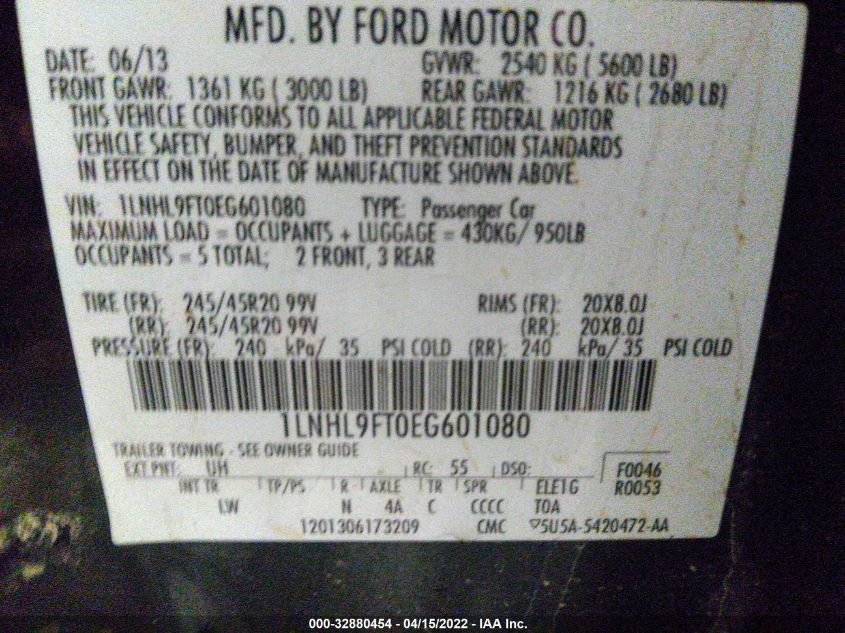 MFD. BY FORD MOTOR CO.
DATE: 06/13 GVWR: 2540 KG ( 5600 LB)
FRONT GAWR: 1361 KG ( 3000 LB) REAR GAWR: 1216 KG ( 2680 LB)
THIS VEHICLE CONFORMS TO ALL APPLICABLE FEDERAL MOTOR
VEHICLE SAFETY, BUMPER, AND THEFT PREVENTION STANDARDS
IN EFFECT ON THE DATE OF MANUFACTURE SHOWN ABOVE.
VIN: 1LNHL9FT0EG601080 TYPE: Passenger Car
MAXIMUM LOAD = OCCUPANTS + LUGGAGE = 430KG/ 950LB
OCCUPANTS = 5 TOTAL; 2 FRONT, 3 REAR
TIRE (FR): 245/45R20 99V RIMS (FR): 20X8.0J
(RR): 245/45R20 99V (RR): 20X8.0J
PRESSURE (FR): 240 kPa/ 35 PSI COLD (RR): 240 kPa/ 35 PSI COLD
1LNHL9FT0EG601080
TRAILER TOWING - SEE OWNER GUIDE
EXT PNT: UH RC: 55 DSO: F0046
INT TR TP/PS R AXLE TR SPR ELE1G R0053
LW N 4A C CCCC TOA
1201306173209 CMC ▽5U5A-5420472-AA
000-32880454 - 04/15/2022 - IAA Inc.